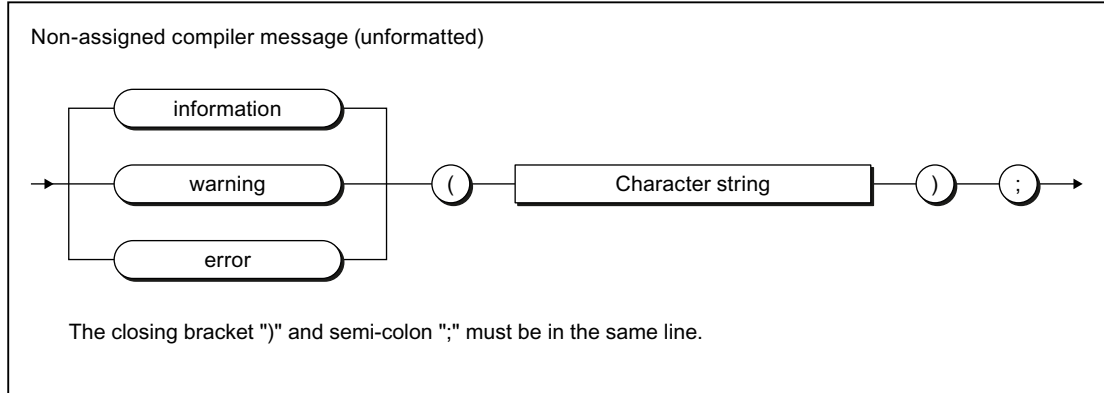 Non-assigned compiler message (unformatted)
information
warning
( Character string ) ;
error
The closing bracket ")" and semi-colon ";" must be in the same line.